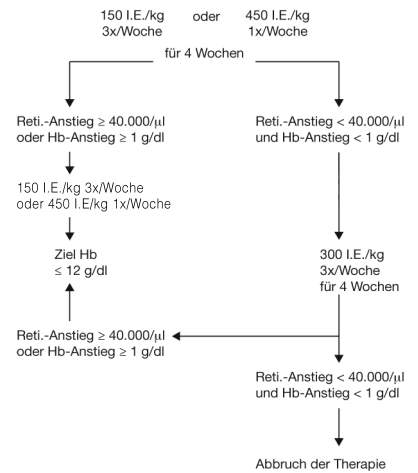 150 I.E./kg oder 450 I.E./kg
3x/Woche 1x/Woche
für 4 Wochen
Reti.-Anstieg ≥ 40.000/µl
oder Hb-Anstieg ≥ 1 g/dl
Reti.-Anstieg < 40.000/µl
und Hb-Anstieg < 1 g/dl
150 I.E./kg 3x/Woche
oder 450 I.E/kg 1x/Woche
Ziel Hb
≤ 12 g/dl
300 I.E./kg
3x/Woche
für 4 Wochen
Reti.-Anstieg ≥ 40.000/µl
oder Hb-Anstieg ≥ 1 g/dl
Reti.-Anstieg < 40.000/µl
und Hb-Anstieg < 1 g/dl
Abbruch der Therapie